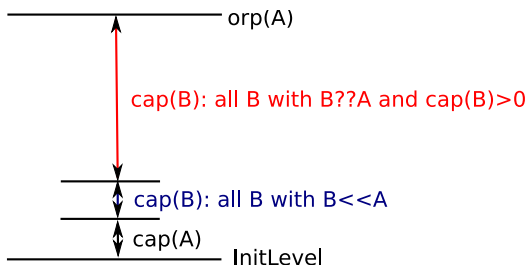 orp(A)
cap(B): all B with B??A and cap(B)>0
cap(B): all B with B<<A
cap(A)
InitLevel